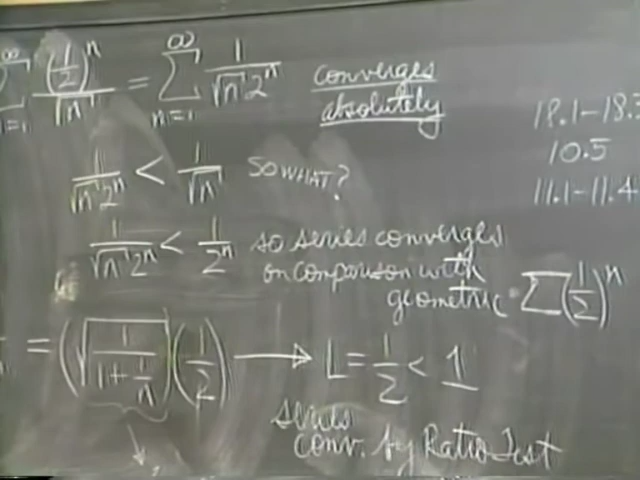 ∑ n=1 ∞ (1/2)^n / √n = ∑ n=1 ∞ 1/(√n 2^n) converges absolutely
18.1-18.
10.5
11.1-11.4
1/(√n 2^n) < 1/√n SO WHAT?
1/(√n 2^n) < 1/2^n so series converges
on comparison with
geometric ∑(1/2)^n
= (√(1/(1+1/n)))(1/2) → L = 1/2 < 1
series
conv. by Ratio Test